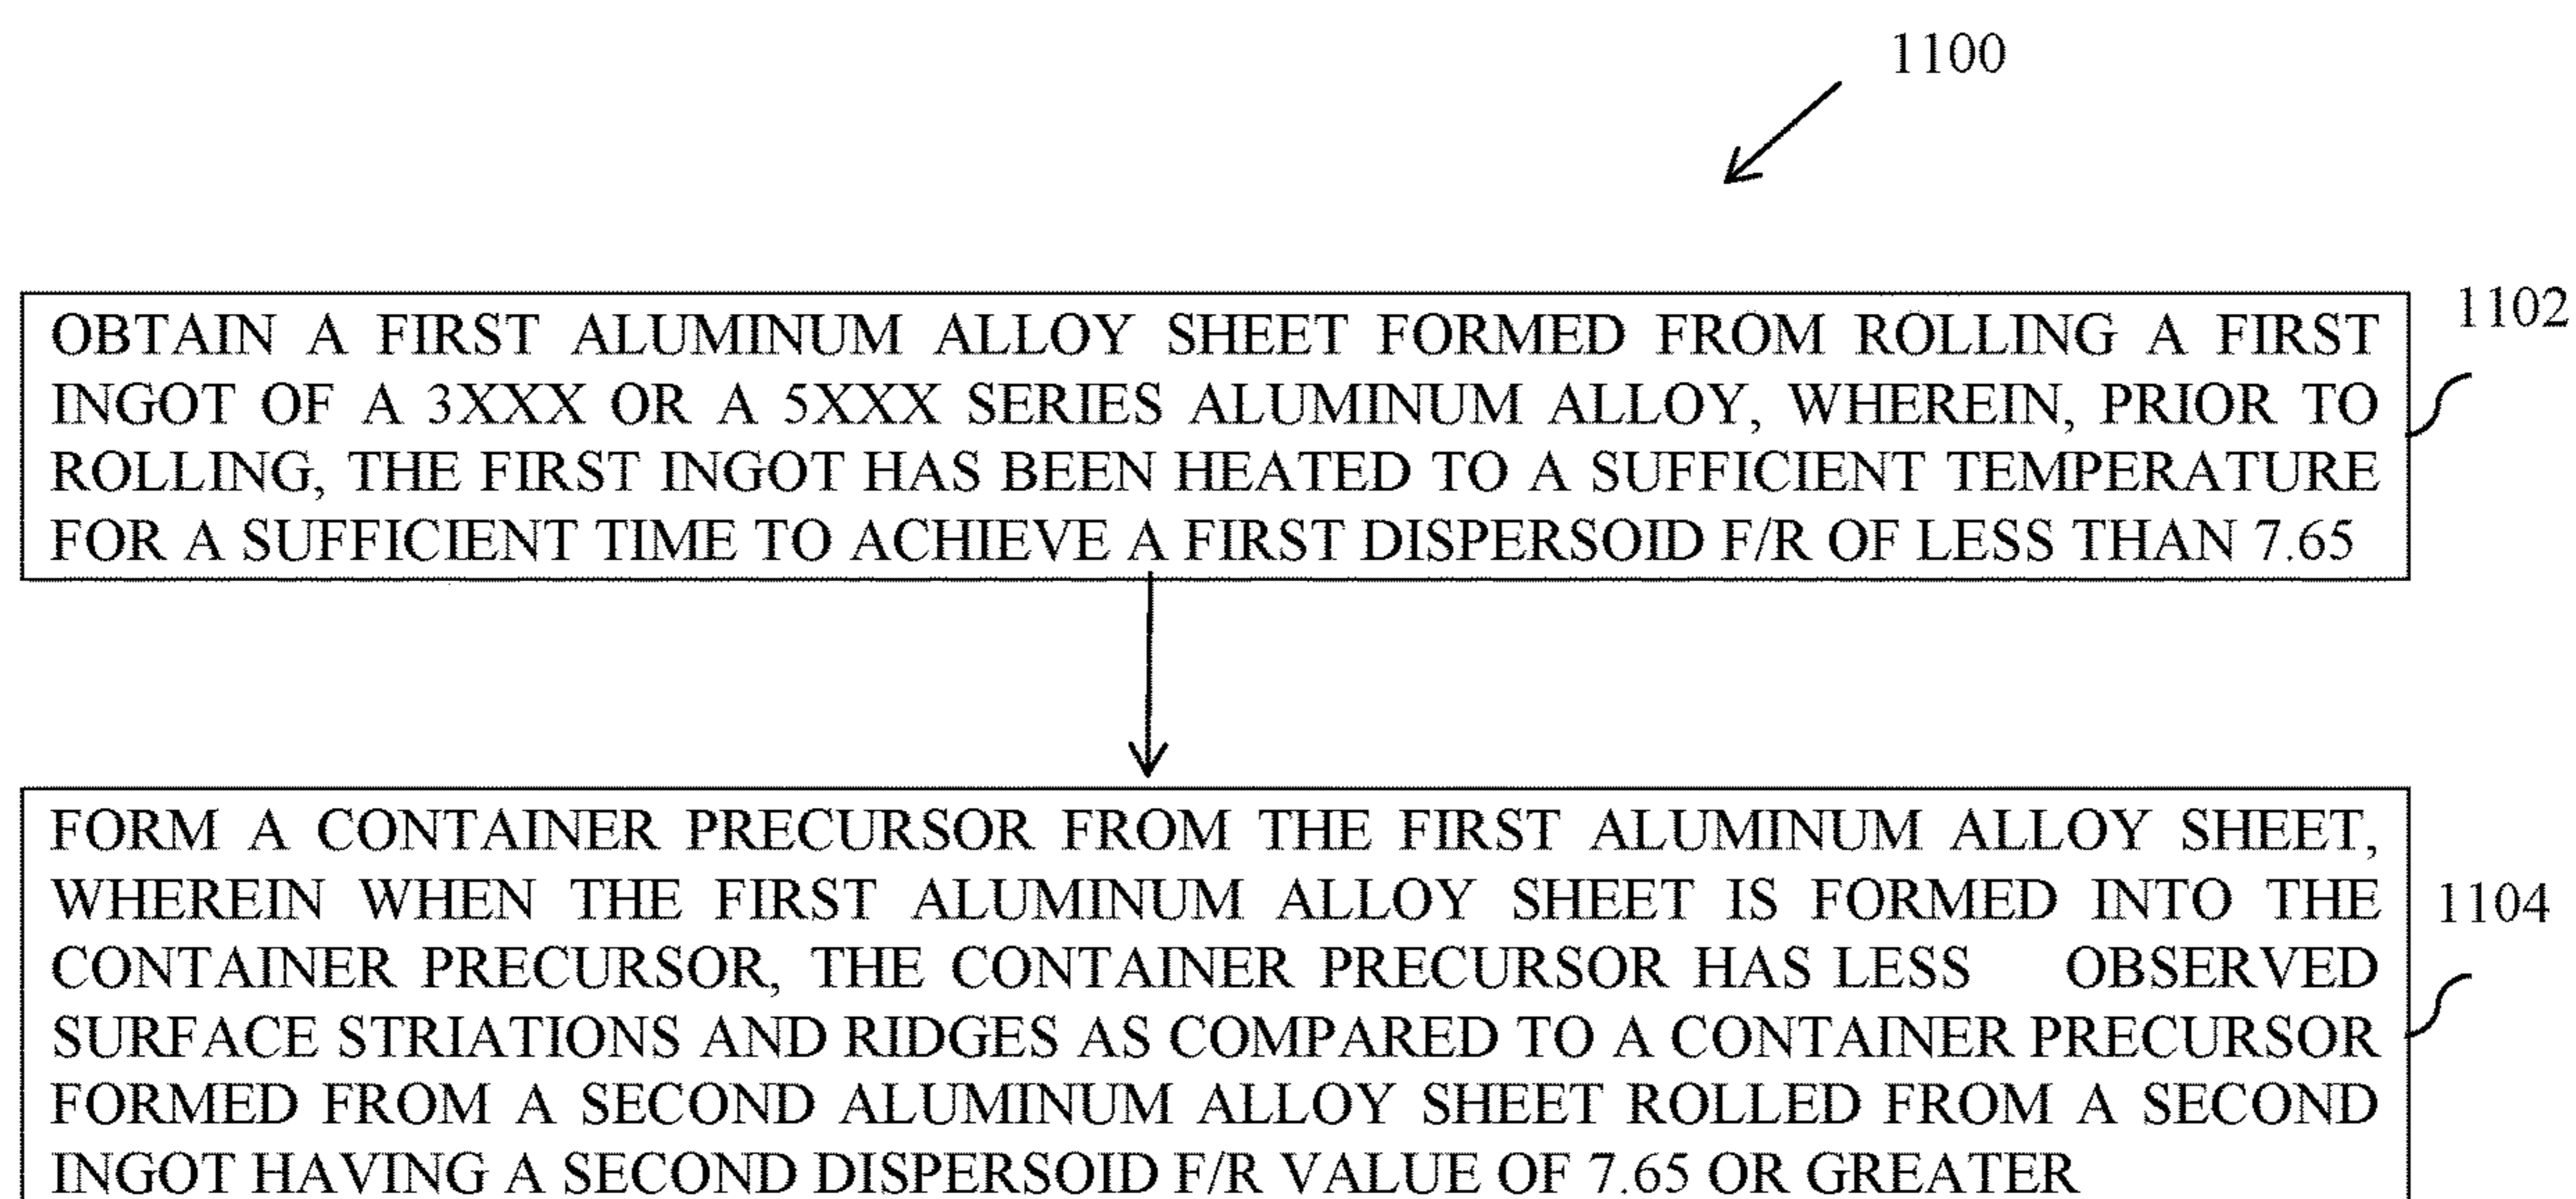 1100
1102
OBTAIN A FIRST ALUMINUM ALLOY SHEET FORMED FROM ROLLING A FIRST
INGOT OF A 3XXX OR A 5XXX SERIES ALUMINUM ALLOY, WHEREIN, PRIOR TO
ROLLING, THE FIRST INGOT HAS BEEN HEATED TO A SUFFICIENT TEMPERATURE
FOR A SUFFICIENT TIME TO ACHIEVE A FIRST DISPERSOID F/R OF LESS THAN 7.65
FORM A CONTAINER PRECURSOR FROM THE FIRST ALUMINUM ALLOY SHEET,
WHEREIN WHEN THE FIRST ALUMINUM ALLOY SHEET IS FORMED INTO THE
1104
CONTAINER PRECURSOR, THE CONTAINER PRECURSOR HAS LESS OBSERVED
SURFACE STRIATIONS AND RIDGES AS COMPARED TO A CONTAINER PRECURSOR
FORMED FROM A SECOND ALUMINUM ALLOY SHEET ROLLED FROM A SECOND
INGOT HAVING A SECOND DISPERSOID F/R VALUE OF 7.65 OR GREATER